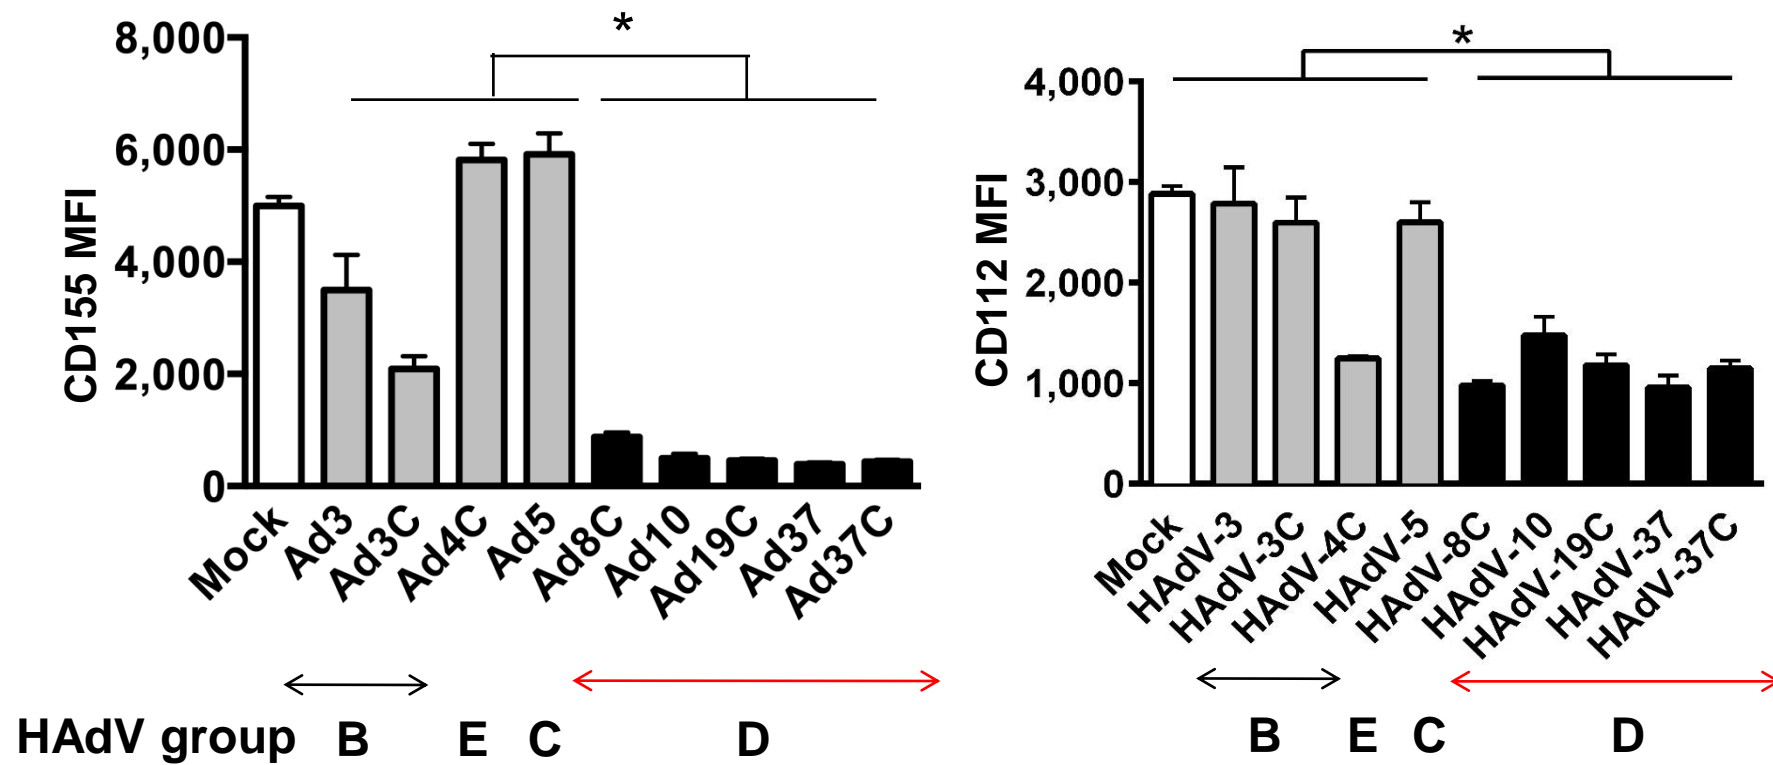 *
8,000
6,000
4,000
2,000
0
CD155 MFI
Mock
Ad3
Ad3C
Ad4C
Ad5
Ad8C
Ad10
Ad19C
Ad37
Ad37C
*
4,000
3,000
2,000
1,000
0
CD112 MFI
Mock
HAdV-3
HAdV-3C
HAdV-4C
HAdV-5
HAdV-8C
HAdV-10
HAdV-19C
HAdV-37
HAdV-37C
HAdV group B E C D
B E C D